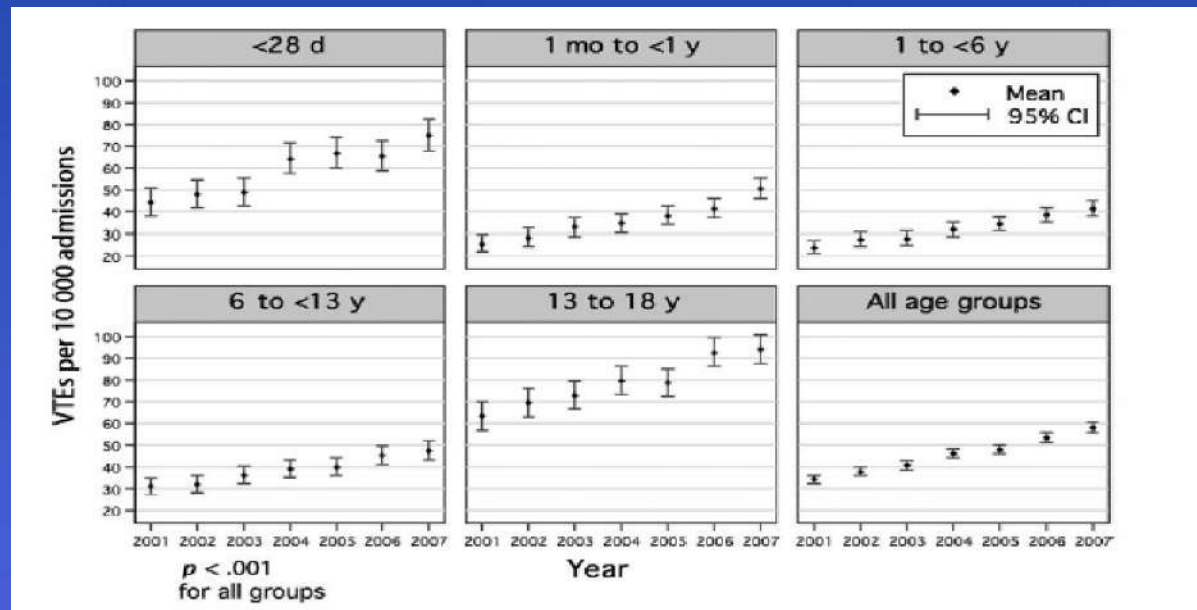 <28 d
1 mo to <1 y
1 to <6 y
Mean
95% CI
100
90
80
70
60
50
40
30
20
VTEs per 10 000 admissions
6 to <13 y
13 to 18 y
All age groups
100
90
80
70
60
50
40
30
20
2001 2002 2003 2004 2005 2006 2007
2001 2002 2003 2004 2005 2006 2007
2001 2002 2003 2004 2005 2006 2007
Year
p < .001
for all groups